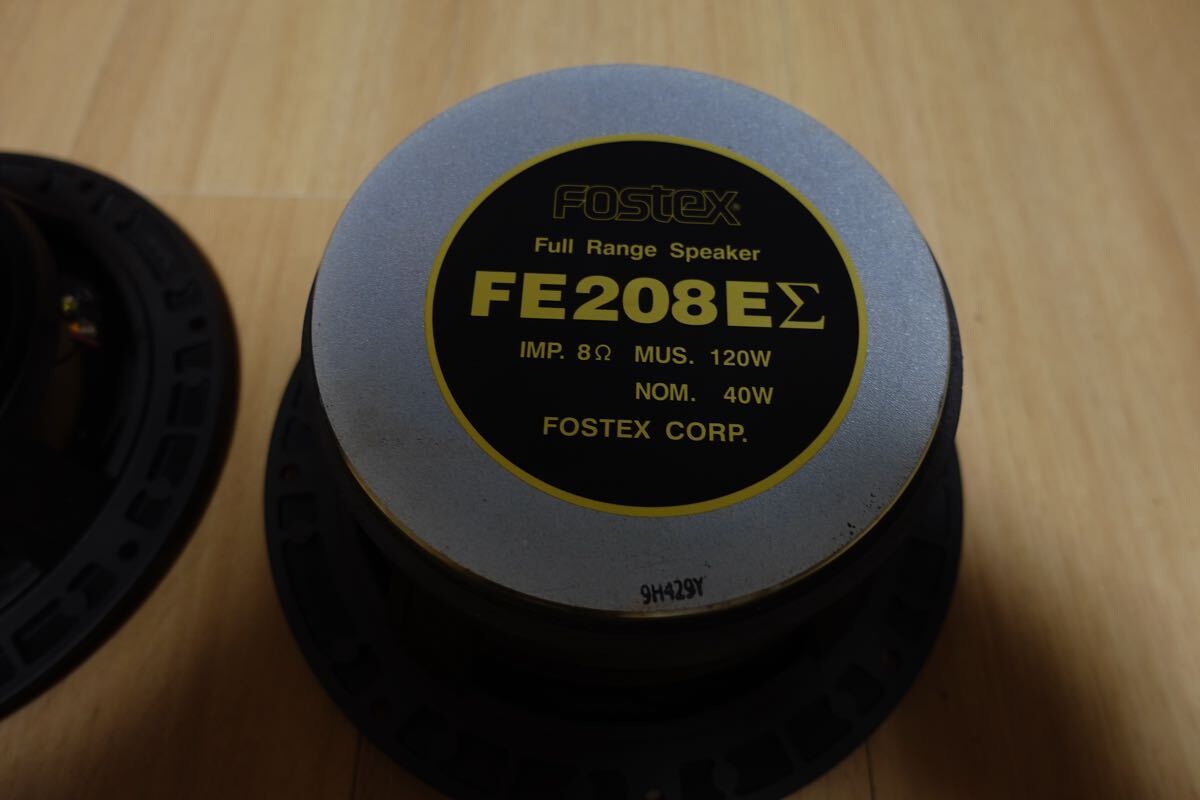 FOSTEX®
Full Range Speaker
FE208EΣ
IMP. 8Ω MUS. 120W
NOM. 40W
FOSTEX CORP.
9H429Y